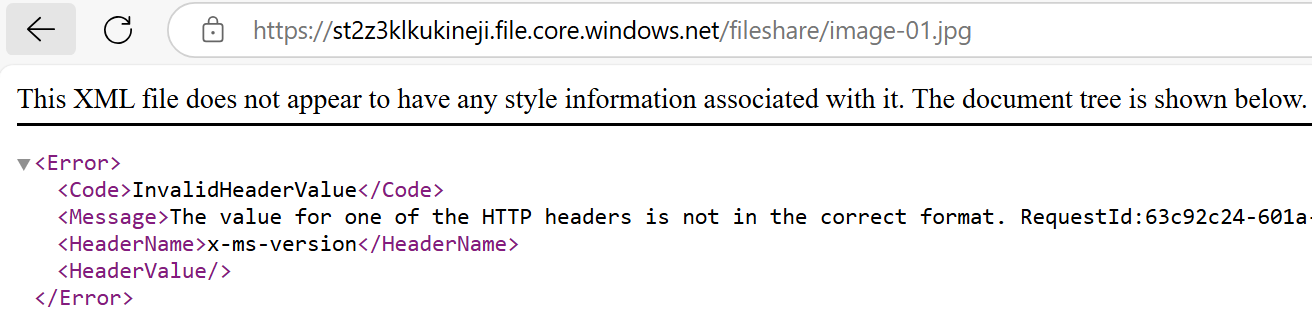 https://st2z3klkukineji.file.core.windows.net/fileshare/image-01.jpg
This XML file does not appear to have any style information associated with it. The document tree is shown below.
▼<Error>
<Code>InvalidHeaderValue</Code>
<Message>The value for one of the HTTP headers is not in the correct format. RequestId:63c92c24-601a-
<HeaderName>x-ms-version</HeaderName>
<HeaderValue/>
</Error>